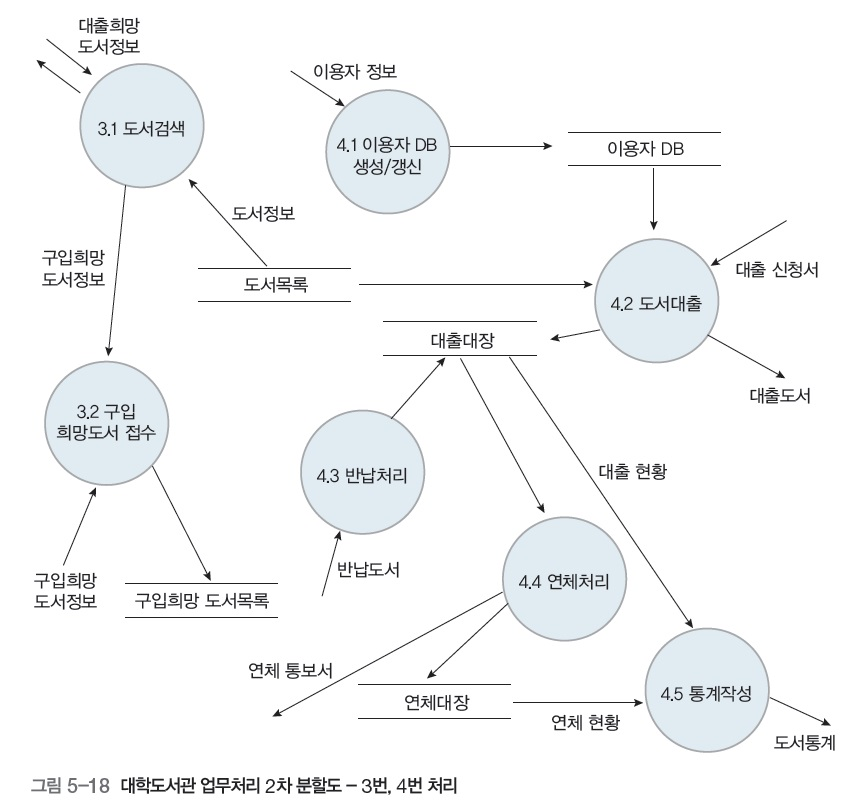 대출희망
도서정보
3.1 도서검색
이용자 정보
4.1 이용자 DB
생성/갱신
이용자 DB
도서정보
구입희망
도서정보
도서목록
대출 신청서
4.2 도서대출
대출대장
대출도서
3.2 구입
희망도서 접수
4.3 반납처리
대출 현황
반납도서
4.4 연체처리
구입희망
도서정보
구입희망 도서목록
연체 통보서
연체대장
연체 현황
4.5 통계작성
도서통계
그림 5-18 대학도서관 업무처리 2차 분할도 – 3번, 4번 처리